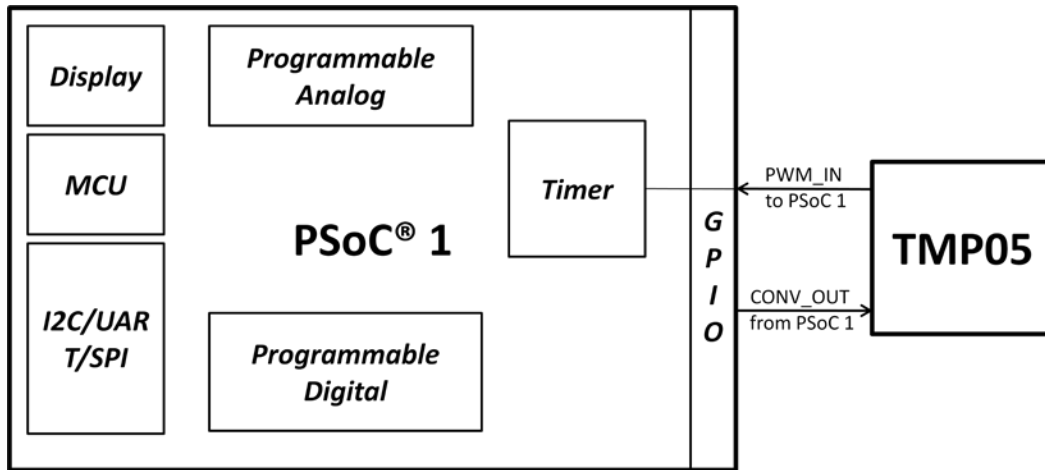 Display
Programmable
Analog
MCU
Timer
PSoC® 1
I2C/UAR
T/SPI
Programmable
Digital
G
P
I
O
PWM_IN
to PSoC 1
CONV_OUT
from PSoC 1
TMP05